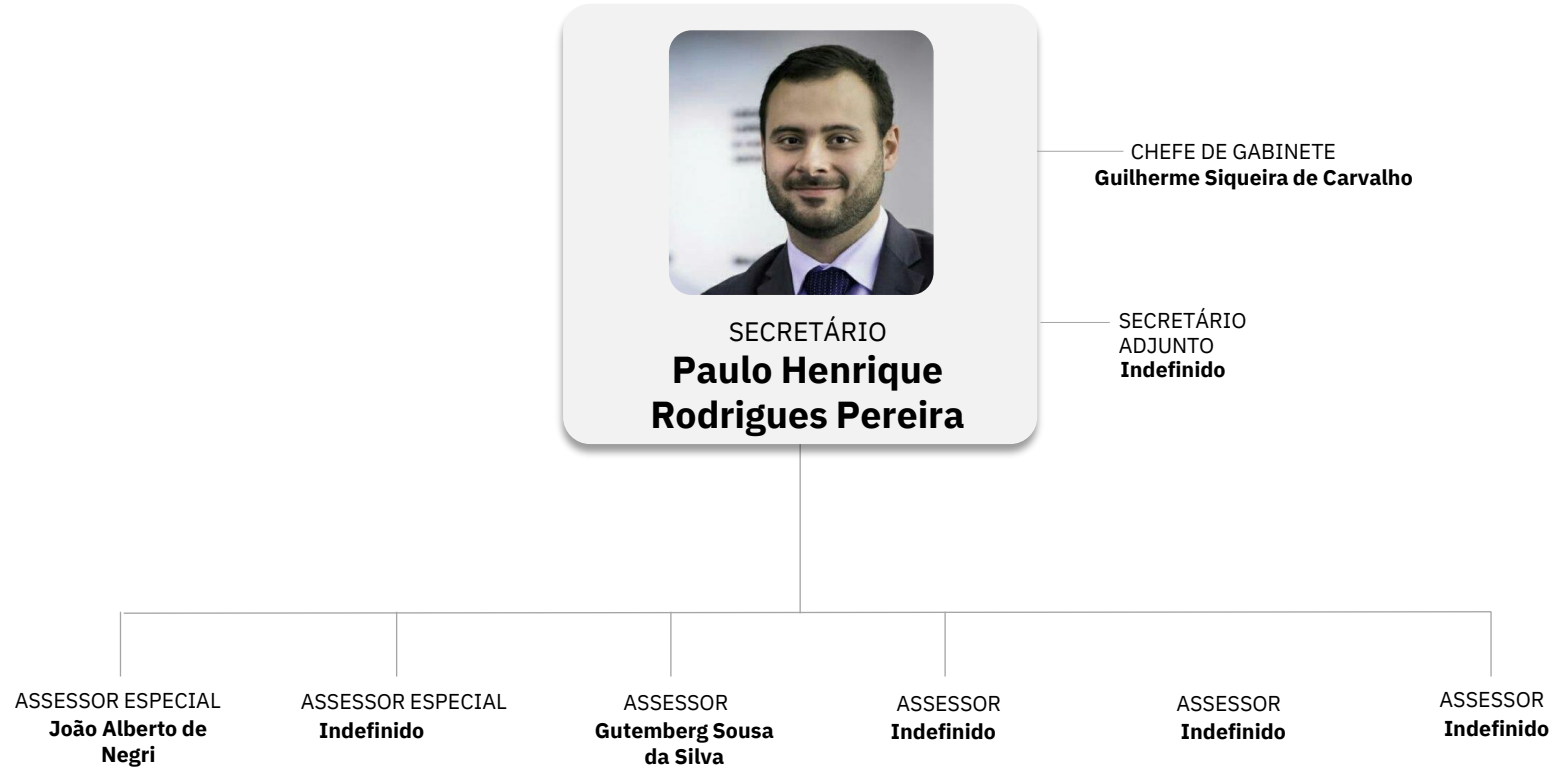 CHEFE DE GABINETE
Guilherme Siqueira de Carvalho
SECRETÁRIO
ADJUNTO
Indefinido
SECRETÁRIO
Paulo Henrique
Rodrigues Pereira
ASSESSOR ESPECIAL
João Alberto de
Negri
ASSESSOR ESPECIAL
Indefinido
ASSESSOR
Gutemberg Sousa
da Silva
ASSESSOR
Indefinido
ASSESSOR
Indefinido
ASSESSOR
Indefinido